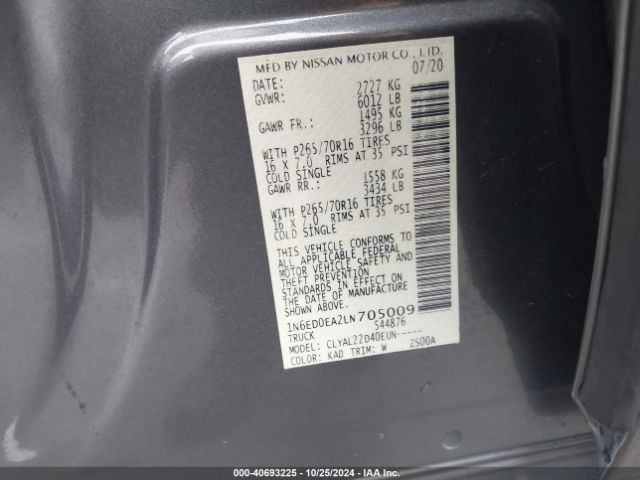 MFD BY NISSAN MOTOR CO., LTD.
DATE: 07/20
GVWR: 2727 KG
6012 LB
GAWR FR.: 1495 KG
3296 LB
WITH P265/70R16 TIRES
16 X 7.0 RIMS AT 35 PSI
COLD SINGLE
GAWR RR.: 1558 KG
3434 LB
WITH P265/70R16 TIRES
16 X 7.0 RIMS AT 35 PSI
COLD SINGLE
THIS VEHICLE CONFORMS TO
ALL APPLICABLE FEDERAL
MOTOR VEHICLE SAFETY AND
THEFT PREVENTION
STANDARDS IN EFFECT ON
THE DATE OF MANUFACTURE
SHOWN ABOVE.
1N6ED0EA2LN705009
TRUCK 544876
MODEL: CLYAL22D40EUN-----
COLOR: KAD TRIM: W 2S00A
000-40693225 - 10/25/2024 - IAAI.COM